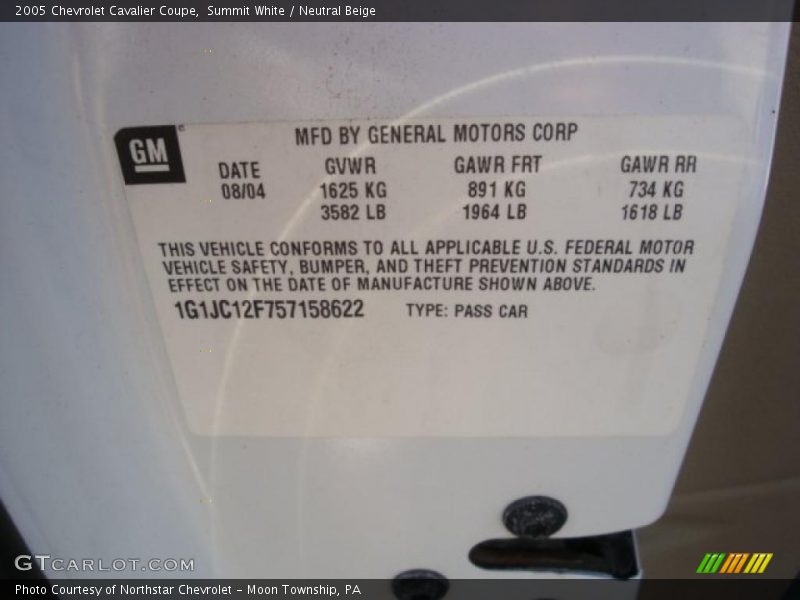 2005 Chevrolet Cavalier Coupe, Summit White / Neutral Beige
GM
MFD BY GENERAL MOTORS CORP
DATE GVWR GAWR FRT GAWR RR
08/04 1625 KG 891 KG 734 KG
3582 LB 1964 LB 1618 LB
THIS VEHICLE CONFORMS TO ALL APPLICABLE U.S. FEDERAL MOTOR
VEHICLE SAFETY, BUMPER, AND THEFT PREVENTION STANDARDS IN
EFFECT ON THE DATE OF MANUFACTURE SHOWN ABOVE.
1G1JC12F757158622 TYPE: PASS CAR
GTCARLOT.COM
Photo Courtesy of Northstar Chevrolet - Moon Township, PA